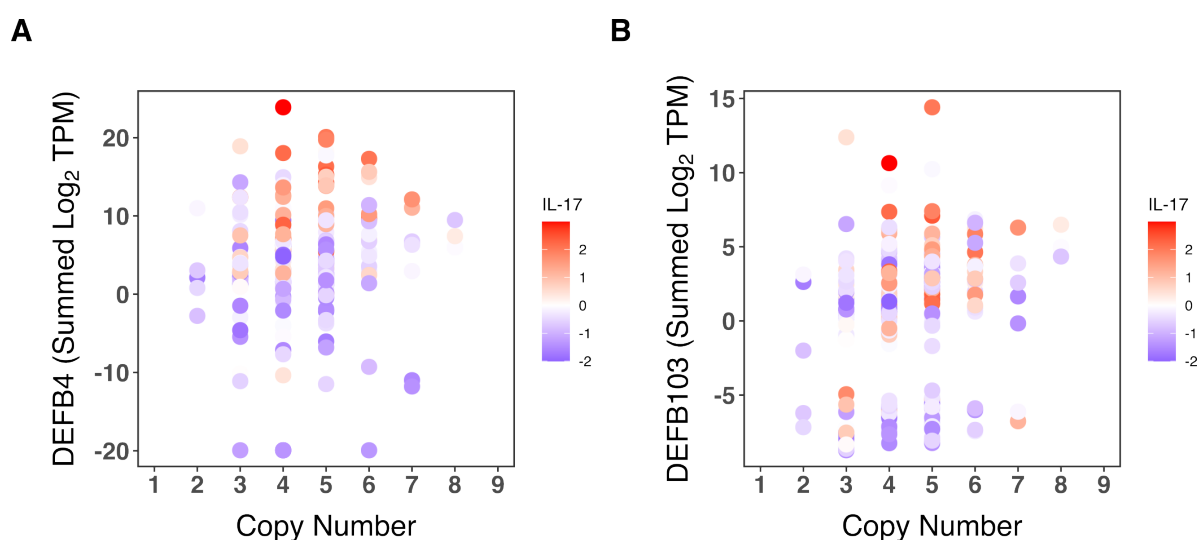 A
DEFB4 (Summed Log₂ TPM)
20
10
0
-10
-20
1 2 3 4 5 6 7 8 9
Copy Number
IL-17
2
1
0
-1
-2
B
DEFB103 (Summed Log₂ TPM)
15
10
5
0
-5
1 2 3 4 5 6 7 8 9
Copy Number
IL-17
2
1
0
-1
-2